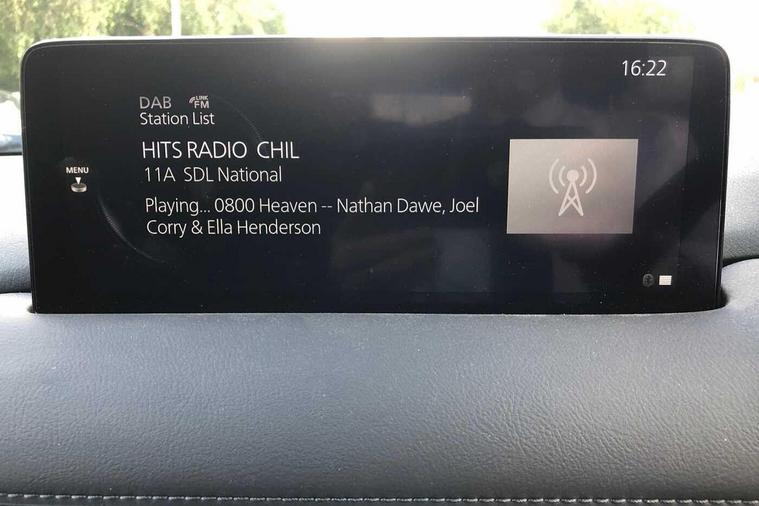 16:22
DAB LINK FM
Station List
HITS RADIO CHIL
MENU
11A SDL National
Playing... 0800 Heaven -- Nathan Dawe, Joel
Corry & Ella Henderson